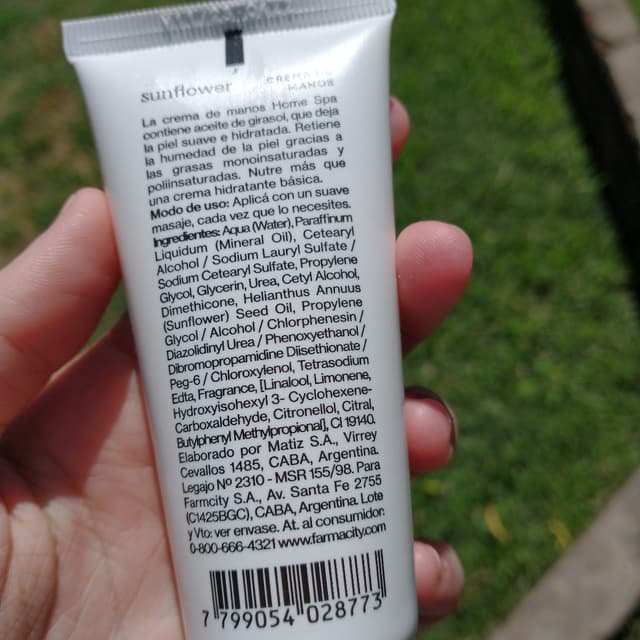 sunflower
CREMA DE
MANOS
La crema de manos Home Spa
contiene aceite de girasol, que deja
la piel suave e hidratada. Retiene
la humedad de la piel gracias a
las grasas monoinsaturadas y
poliinsaturadas. Nutre más que
una crema hidratante básica.
Modo de uso: Aplicá con un suave
masaje, cada vez que lo necesites.
Ingredientes: Aqua (Water), Paraffinum
Liquidum (Mineral Oil), Cetearyl
Alcohol / Sodium Lauryl Sulfate /
Sodium Cetearyl Sulfate, Propylene
Glycol, Glycerin, Urea, Cetyl Alcohol,
Dimethicone, Helianthus Annuus
(Sunflower) Seed Oil, Propylene
Glycol / Alcohol / Chlorphenesin /
Diazolidinyl Urea / Phenoxyethanol /
Dibromopropamidine Diisethionate /
Peg-6 / Chloroxylenol, Tetrasodium
Edta, Fragrance, [Linalool, Limonene,
Hydroxyisohexyl 3- Cyclohexene-
Carboxaldehyde, Citronellol, Citral,
Butylphenyl Methylpropional], CI 19140.
Elaborado por Matiz S.A., Virrey
Cevallos 1485, CABA, Argentina.
Legajo Nº 2310 - MSR 155/98. Para
Farmcity S.A., Av. Santa Fe 2755
(C1425BGC), CABA, Argentina. Lote
y Vto: ver envase. At. al consumidor:
0-800-666-4321 www.farmacity.com
7 799054 028773